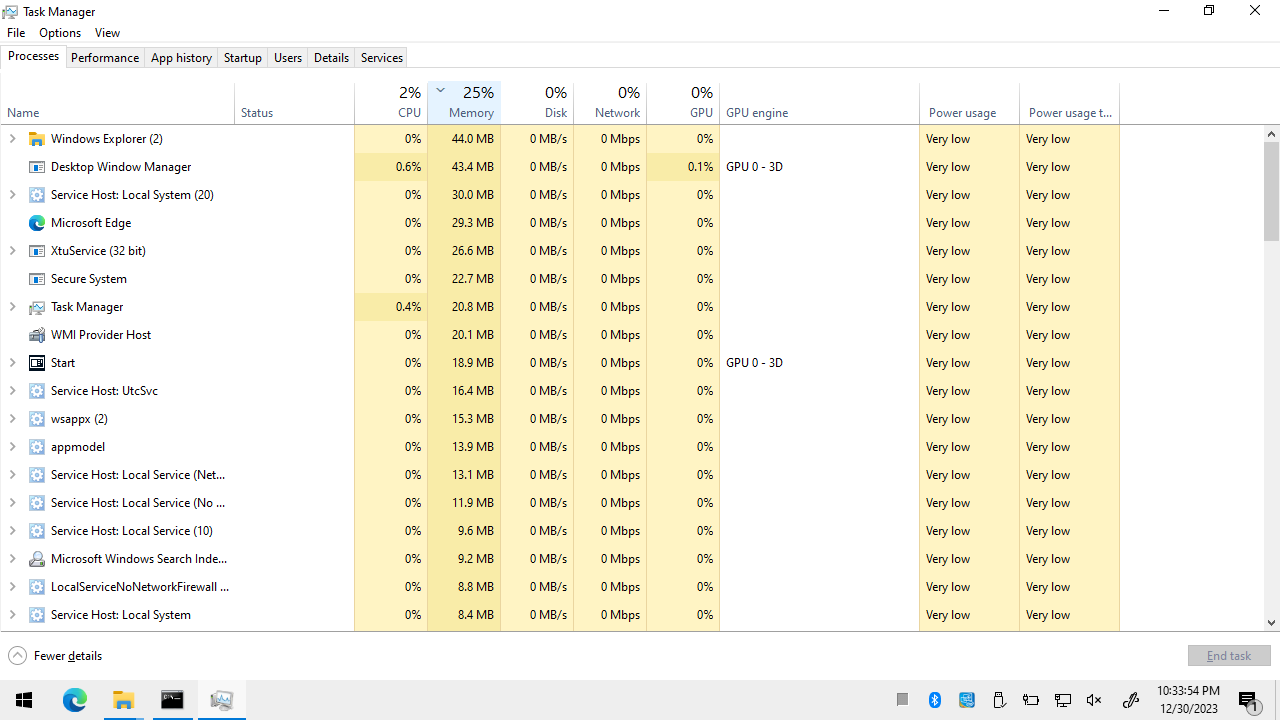 Task Manager
File Options View
Processes Performance App history Startup Users Details Services
2% 25% 0% 0% 0%
Name Status CPU Memory Disk Network GPU GPU engine Power usage Power usage t...
Windows Explorer (2) 0% 44.0 MB 0 MB/s 0 Mbps 0% Very low Very low
Desktop Window Manager 0.6% 43.4 MB 0 MB/s 0 Mbps 0.1% GPU 0 - 3D Very low Very low
Service Host: Local System (20) 0% 30.0 MB 0 MB/s 0 Mbps 0% Very low Very low
Microsoft Edge 0% 29.3 MB 0 MB/s 0 Mbps 0% Very low Very low
XtuService (32 bit) 0% 26.6 MB 0 MB/s 0 Mbps 0% Very low Very low
Secure System 0% 22.7 MB 0 MB/s 0 Mbps 0% Very low Very low
Task Manager 0.4% 20.8 MB 0 MB/s 0 Mbps 0% Very low Very low
WMI Provider Host 0% 20.1 MB 0 MB/s 0 Mbps 0% Very low Very low
Start 0% 18.9 MB 0 MB/s 0 Mbps 0% GPU 0 - 3D Very low Very low
Service Host: UtcSvc 0% 16.4 MB 0 MB/s 0 Mbps 0% Very low Very low
wsappx (2) 0% 15.3 MB 0 MB/s 0 Mbps 0% Very low Very low
appmodel 0% 13.9 MB 0 MB/s 0 Mbps 0% Very low Very low
Service Host: Local Service (Net... 0% 13.1 MB 0 MB/s 0 Mbps 0% Very low Very low
Service Host: Local Service (No ... 0% 11.9 MB 0 MB/s 0 Mbps 0% Very low Very low
Service Host: Local Service (10) 0% 9.6 MB 0 MB/s 0 Mbps 0% Very low Very low
Microsoft Windows Search Inde... 0% 9.2 MB 0 MB/s 0 Mbps 0% Very low Very low
LocalServiceNoNetworkFirewall ... 0% 8.8 MB 0 MB/s 0 Mbps 0% Very low Very low
Service Host: Local System 0% 8.4 MB 0 MB/s 0 Mbps 0% Very low Very low
Fewer details End task
10:33:54 PM
12/30/2023
1